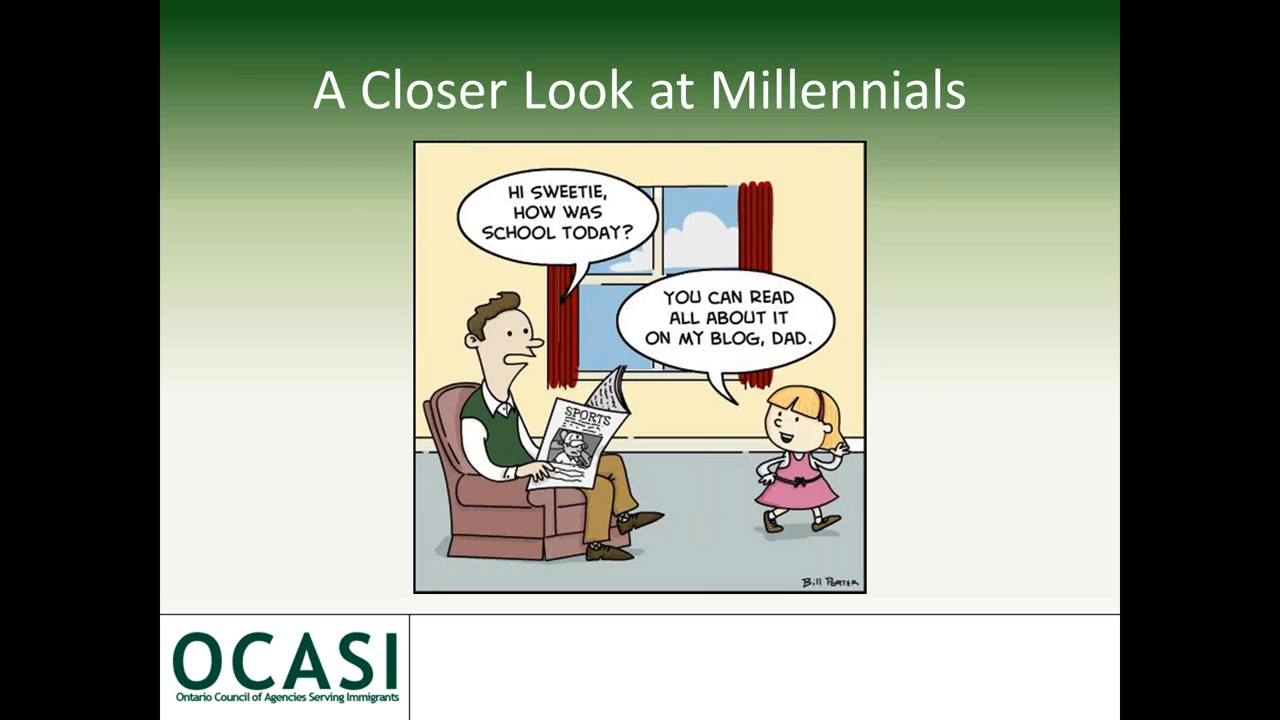 A Closer Look at Millennials
HI SWEETIE,
HOW WAS
SCHOOL TODAY?
YOU CAN READ
ALL ABOUT IT
ON MY BLOG, DAD.
SPORTS
Bill Porter
OCASI
Ontario Council of Agencies Serving Immigrants